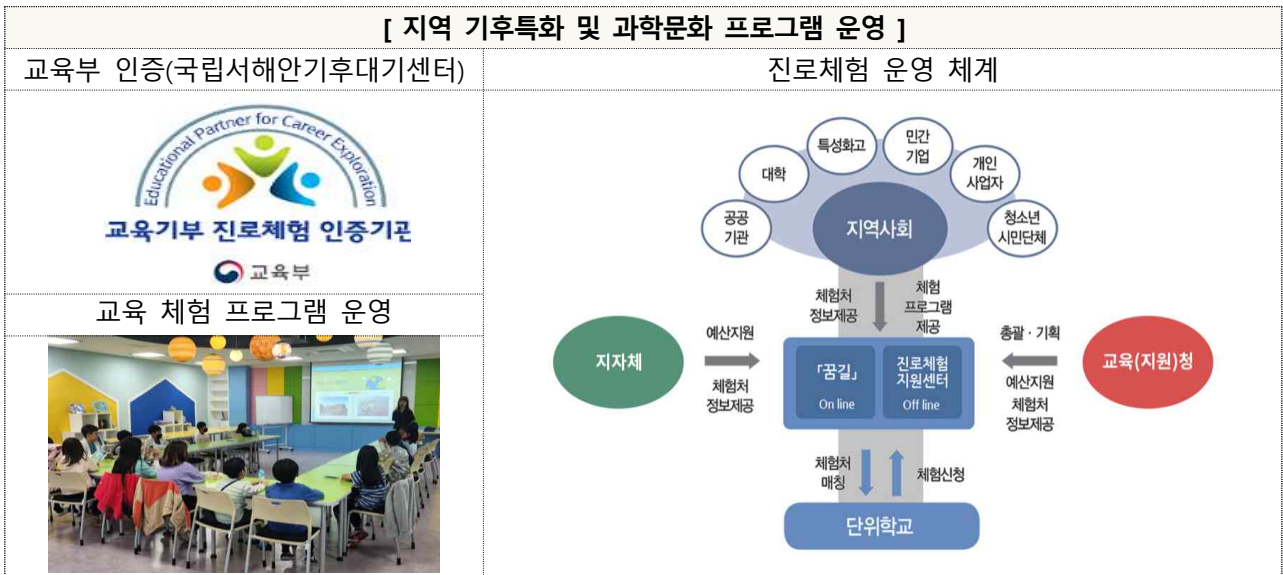 [ 지역 기후특화 및 과학문화 프로그램 운영 ]
교육부 인증(국립서해안기후대기센터)
Educational Partner for Career Exploration
교육기부 진로체험 인증기관
교육부
교육 체험 프로그램 운영
진로체험 운영 체계
공공
기관
대학
특성화고
민간
기업
개인
사업자
청소년
시민단체
지역사회
체험처
정보제공
체험
프로그램
제공
지자체
예산지원
체험처
정보제공
「꿈길」
On line
진로체험
지원센터
Off line
총괄 · 기획
예산지원
체험처
정보제공
교육(지원)청
체험처
매칭
체험신청
단위학교